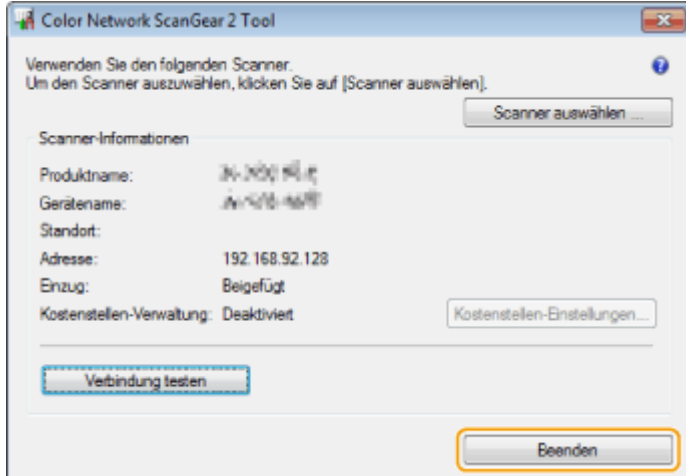 Color Network ScanGear 2 Tool
Verwenden Sie den folgenden Scanner.
Um den Scanner auszuwählen, klicken Sie auf [Scanner auswählen].
Scanner auswählen ...
Scanner-Informationen
Produktname:
Gerätename:
Standort:
Adresse: 192.168.92.128
Einzug: Beigefügt
Kostenstellen-Verwaltung: Deaktiviert Kostenstellen-Einstellungen...
Verbindung testen
Beenden